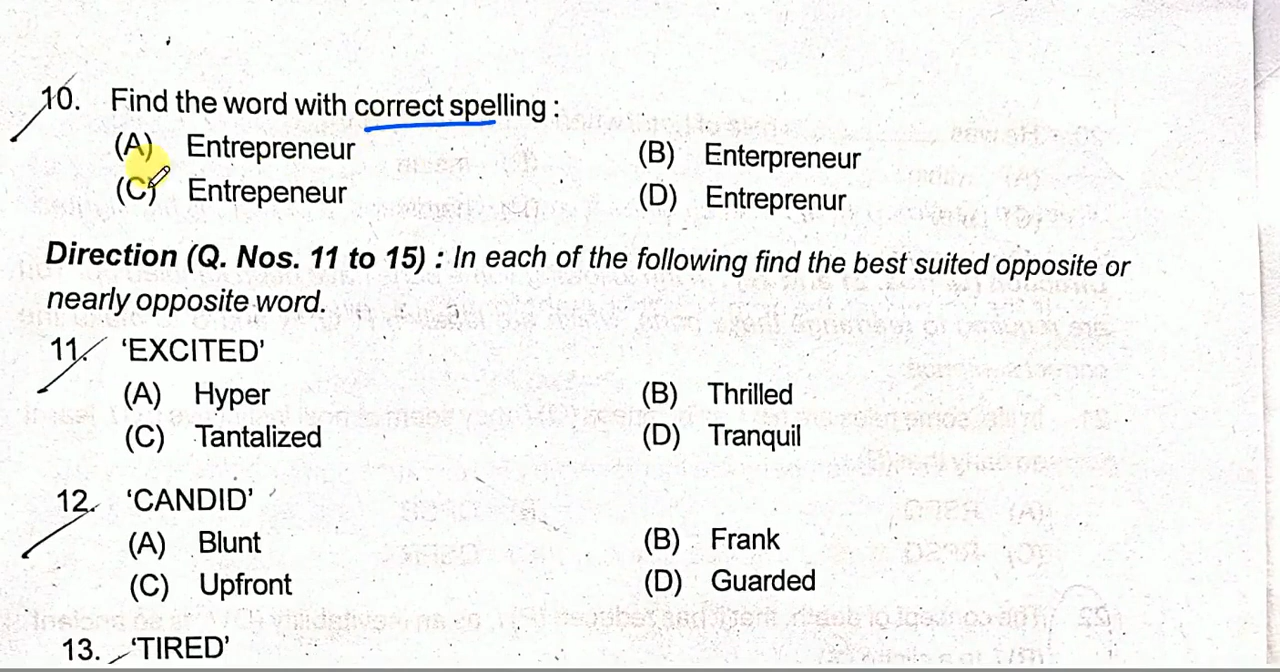 10. Find the word with correct spelling :
(A) Entrepreneur (B) Enterpreneur
(C) Entrepeneur (D) Entreprenur
Direction (Q. Nos. 11 to 15) : In each of the following find the best suited opposite or
nearly opposite word.
11. 'EXCITED'
(A) Hyper (B) Thrilled
(C) Tantalized (D) Tranquil
12. 'CANDID'
(A) Blunt (B) Frank
(C) Upfront (D) Guarded
13. 'TIRED'